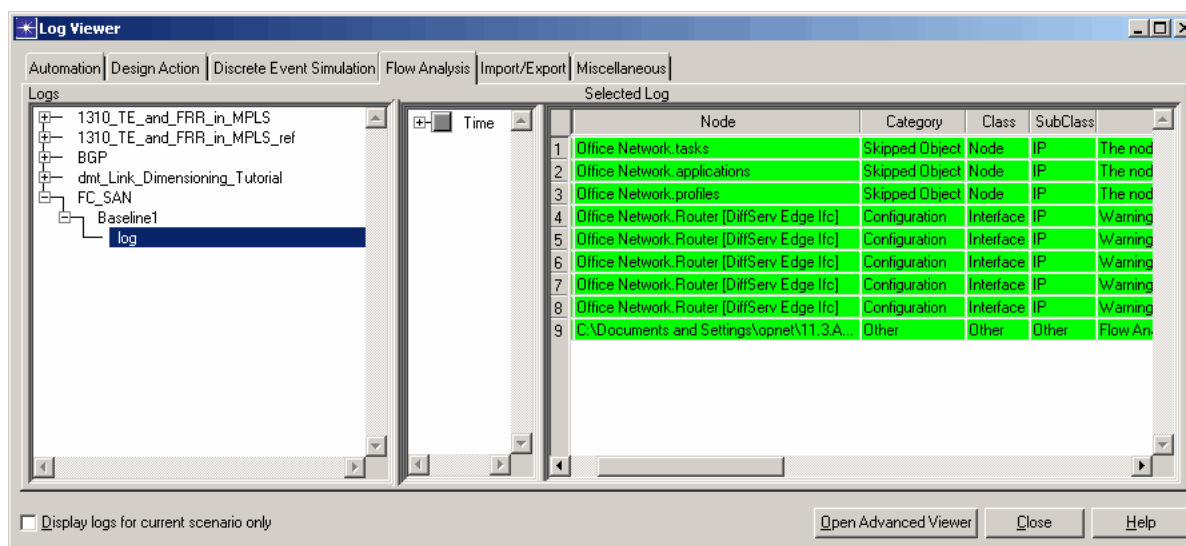 Log Viewer
Automation Design Action Discrete Event Simulation Flow Analysis Import/Export Miscellaneous
Logs Selected Log
1310_TE_and_FRR_in_MPLS
1310_TE_and_FRR_in_MPLS_ref
BGP
dmt_Link_Dimensioning_Tutorial
FC_SAN
Baseline1
log
Time
Node Category Class SubClass
1 Office Network.tasks Skipped Object Node IP The nod
2 Office Network.applications Skipped Object Node IP The nod
3 Office Network.profiles Skipped Object Node IP The nod
4 Office Network.Router [DiffServ Edge Ifc] Configuration Interface IP Warning
5 Office Network.Router [DiffServ Edge Ifc] Configuration Interface IP Warning
6 Office Network.Router [DiffServ Edge Ifc] Configuration Interface IP Warning
7 Office Network.Router [DiffServ Edge Ifc] Configuration Interface IP Warning
8 Office Network.Router [DiffServ Edge Ifc] Configuration Interface IP Warning
9 C:\Documents and Settings\opnet\11.3.A... Other Other Other Flow An
Display logs for current scenario only
Open Advanced Viewer Close Help